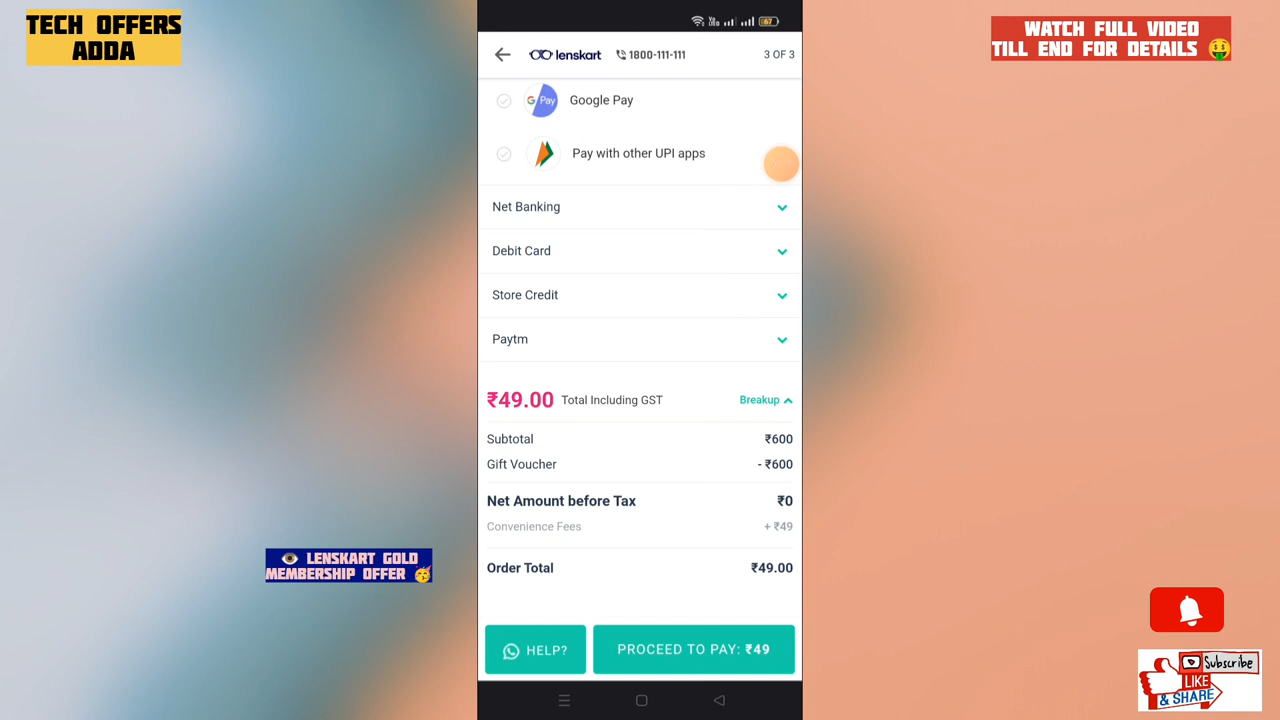 TECH OFFERS
ADDA
WATCH FULL VIDEO
TILL END FOR DETAILS 🤑
67
lenskart
1800-111-111
3 OF 3
G Pay
Google Pay
Pay with other UPI apps
Net Banking
Debit Card
Store Credit
Paytm
₹49.00 Total Including GST
Breakup
Subtotal ₹600
Gift Voucher - ₹600
Net Amount before Tax ₹0
Convenience Fees + ₹49
Order Total ₹49.00
👁️ LENSKART GOLD
MEMBERSHIP OFFER 🥳
HELP?
PROCEED TO PAY: ₹49
Subscribe
LIKE
& SHARE